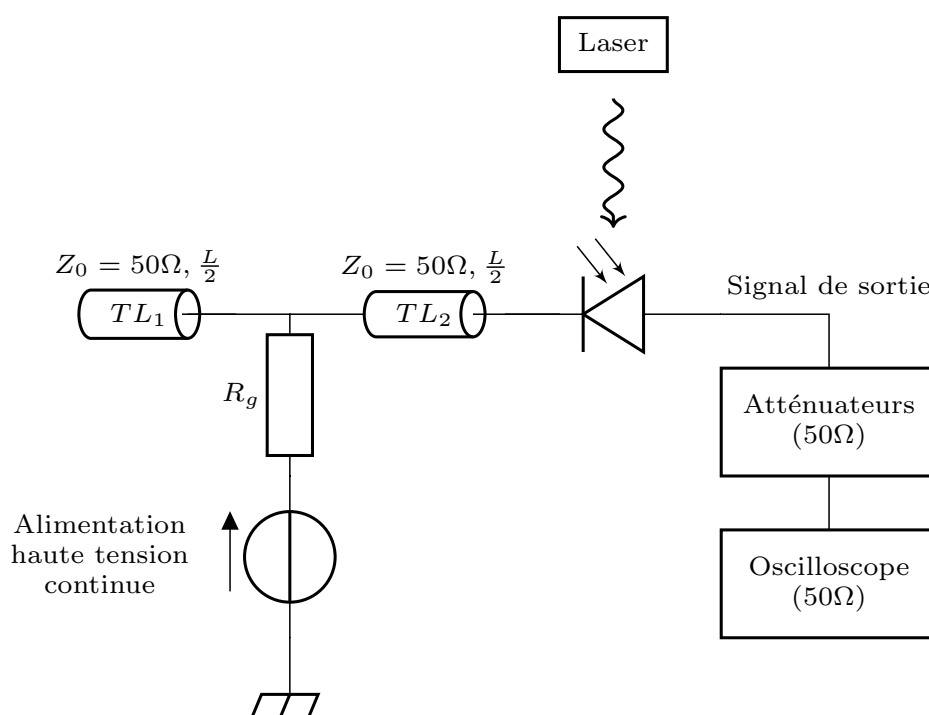 Laser
Z₀ = 50Ω, L/2
Z₀ = 50Ω, L/2
TL₁
TL₂
Signal de sortie
R_g
Atténuateurs
(50Ω)
Alimentation
haute tension
continue
Oscilloscope
(50Ω)